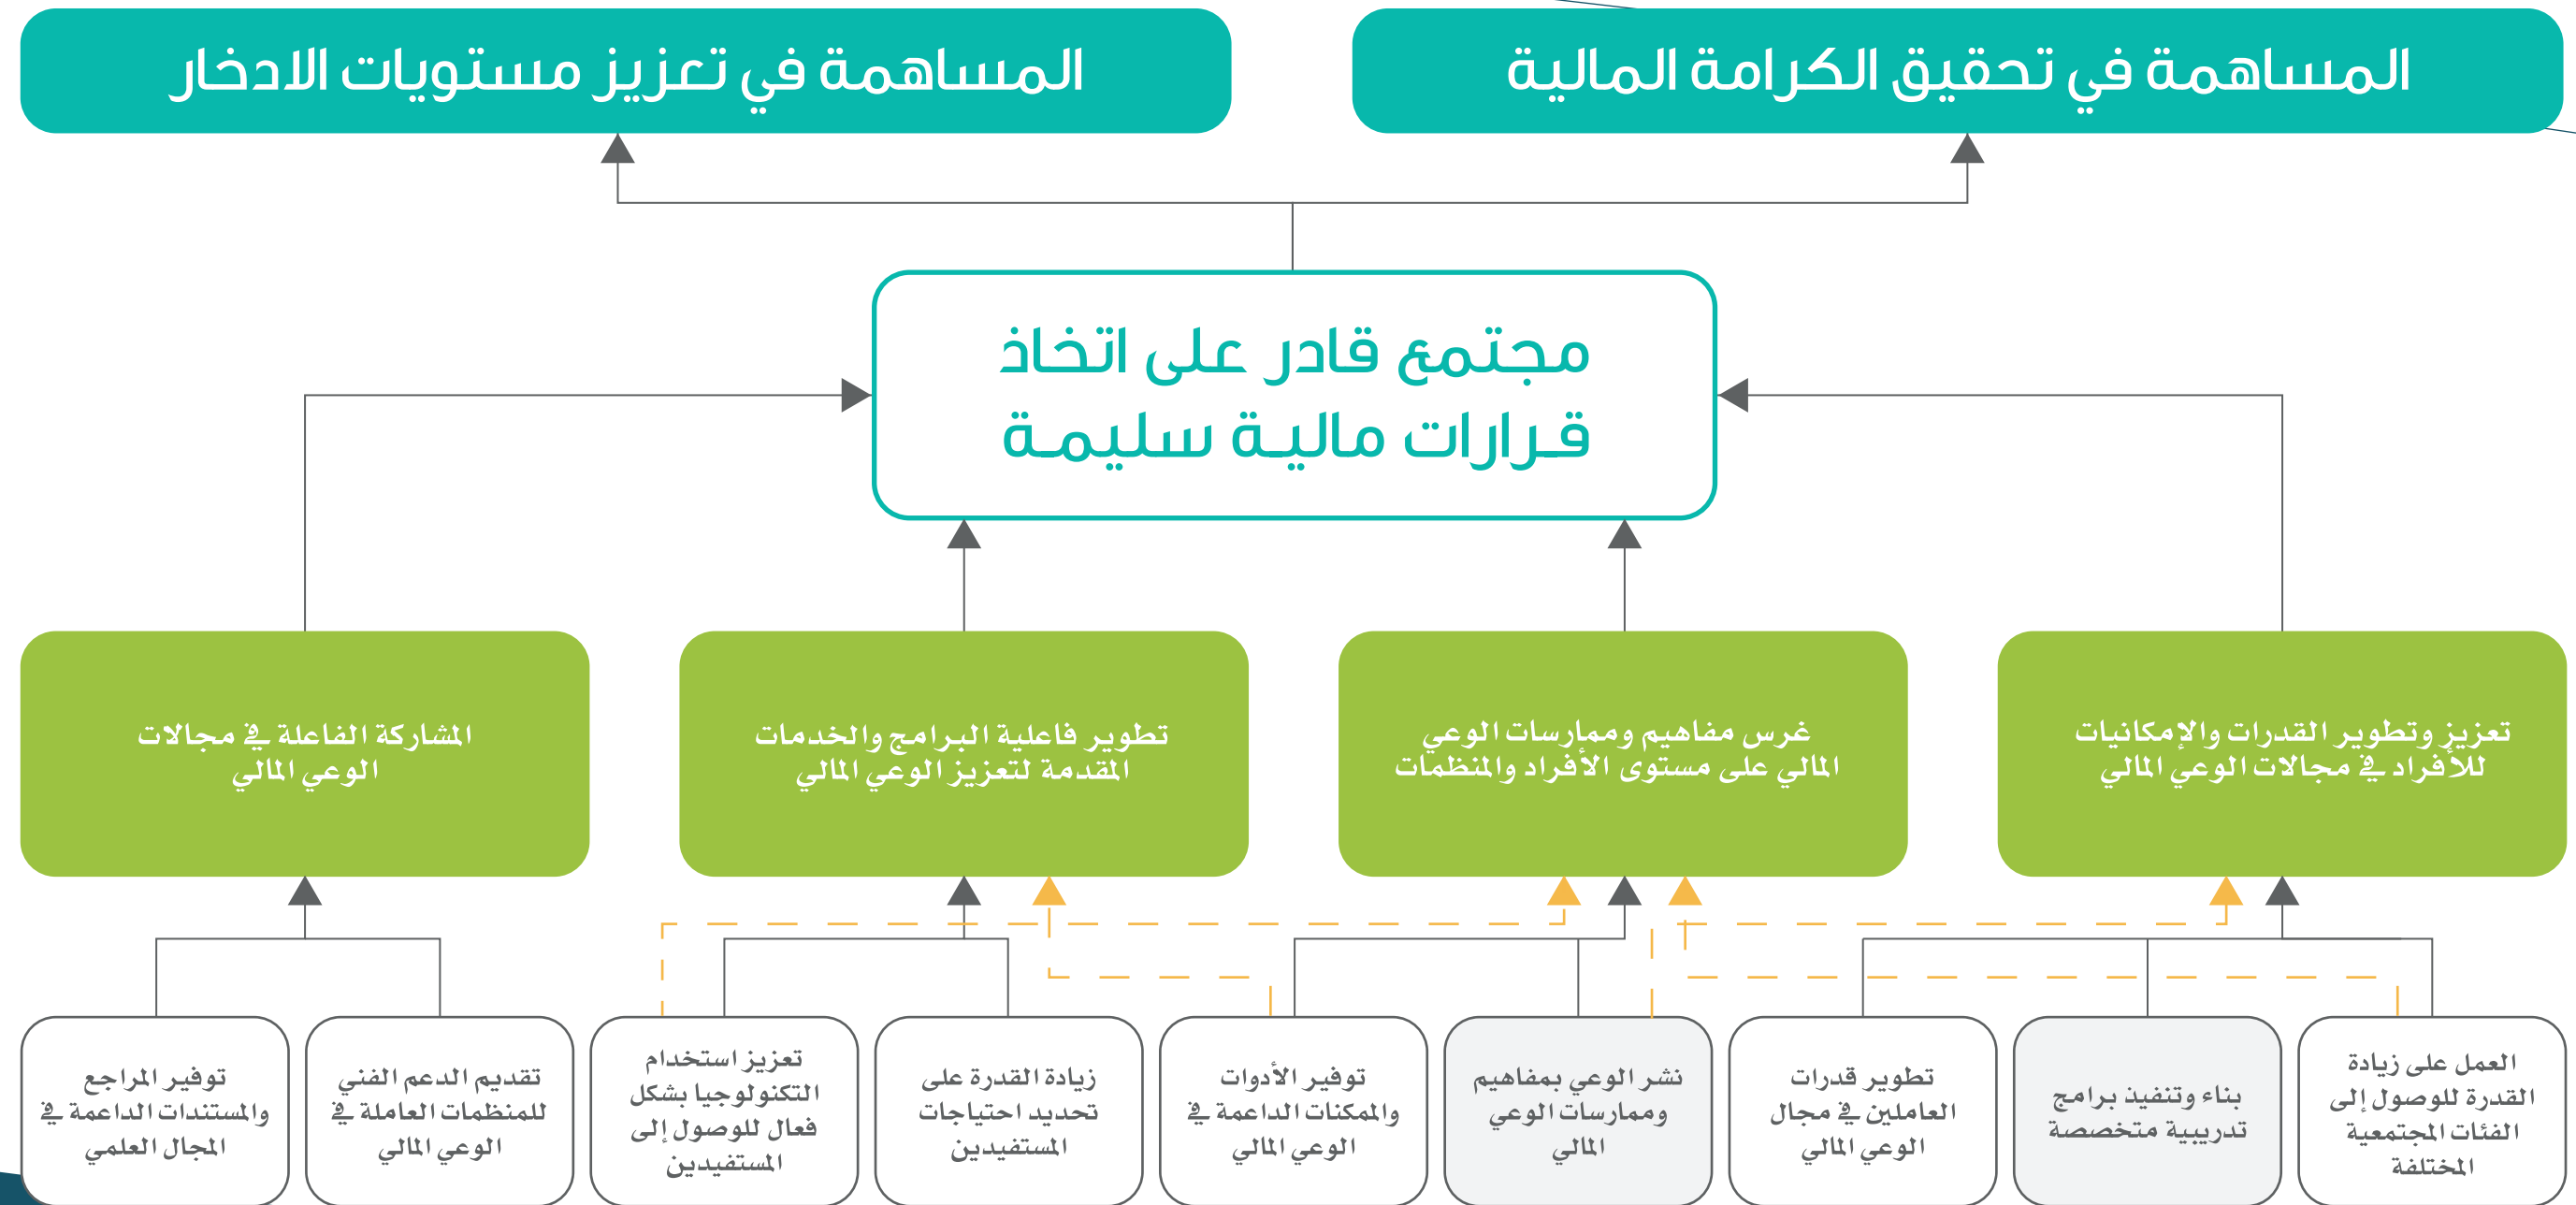 المساهمة في تحقيق الكرامة المالية
المساهمة في تعزيز مستويات الادخار
مجتمع قادر على اتخاذ
قرارات مالية سليمة
تعزيز وتطوير القدرات والإمكانيات
للأفراد في مجالات الوعي المالي
غرس مفاهيم وممارسات الوعي
المالي على مستوى الأفراد والمنظمات
تطوير فاعلية البرامج والخدمات
المقدمة لتعزيز الوعي المالي
المشاركة الفاعلة في مجالات
الوعي المالي
العمل على زيادة
القدرة للوصول إلى
الفئات المجتمعية
المختلفة
بناء وتنفيذ برامج
تدريبية متخصصة
تطوير قدرات
العاملين في مجال
الوعي المالي
نشر الوعي بمفاهيم
وممارسات الوعي
المالي
توفير الأدوات
والممكنات الداعمة في
الوعي المالي
زيادة القدرة على
تحديد احتياجات
المستفيدين
تعزيز استخدام
التكنولوجيا بشكل
فعال للوصول إلى
المستفيدين
تقديم الدعم الفني
للمنظمات العاملة في
الوعي المالي
توفير المراجع
والمستندات الداعمة في
المجال العلمي